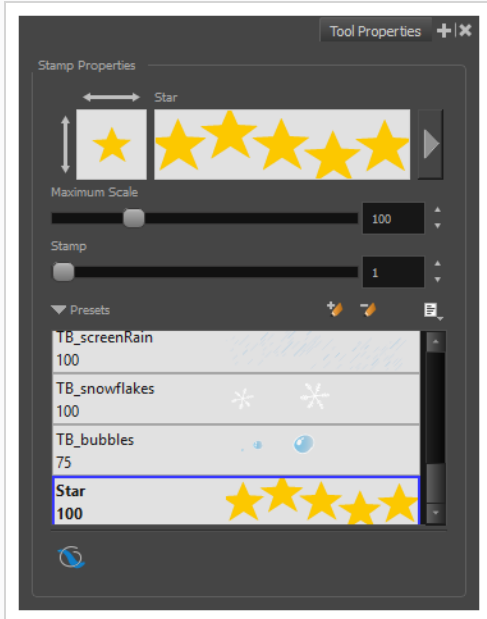 Tool Properties
Stamp Properties
Star
Maximum Scale
100
Stamp
1
Presets
TB_screenRain
100
TB_snowflakes
100
TB_bubbles
75
Star
100